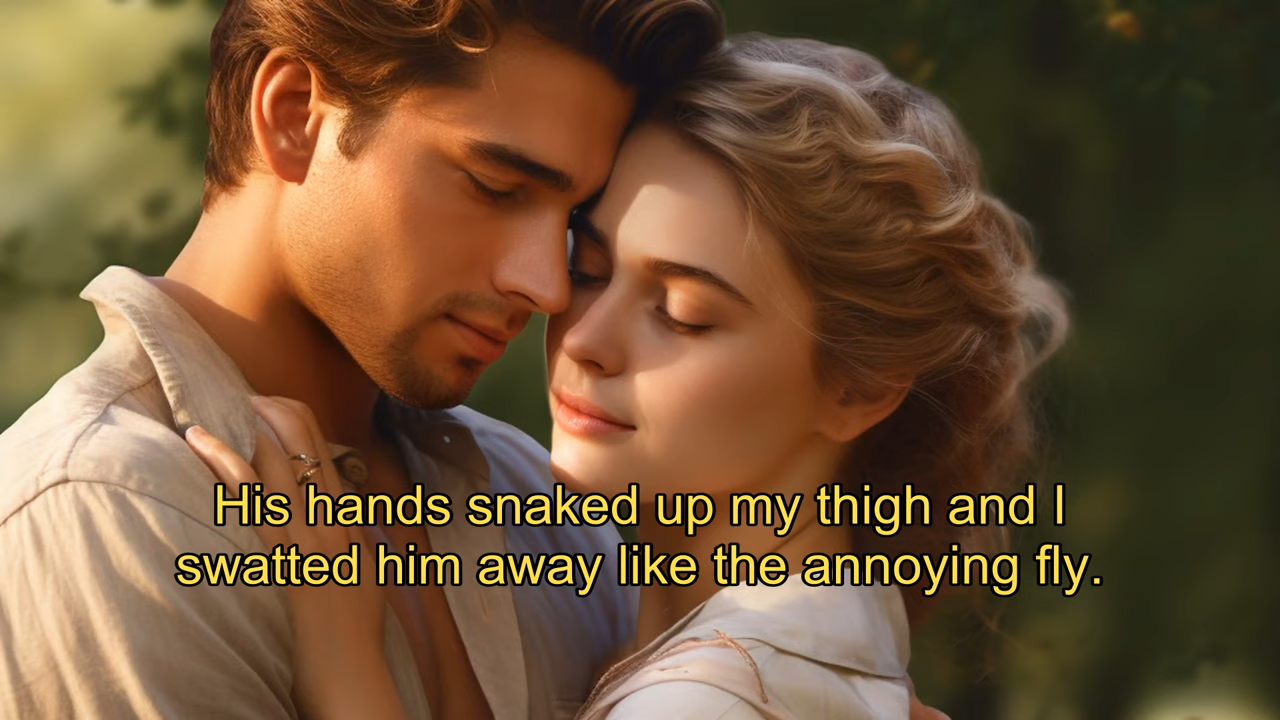 His hands snaked up my thigh and I
swatted him away like the annoying fly.